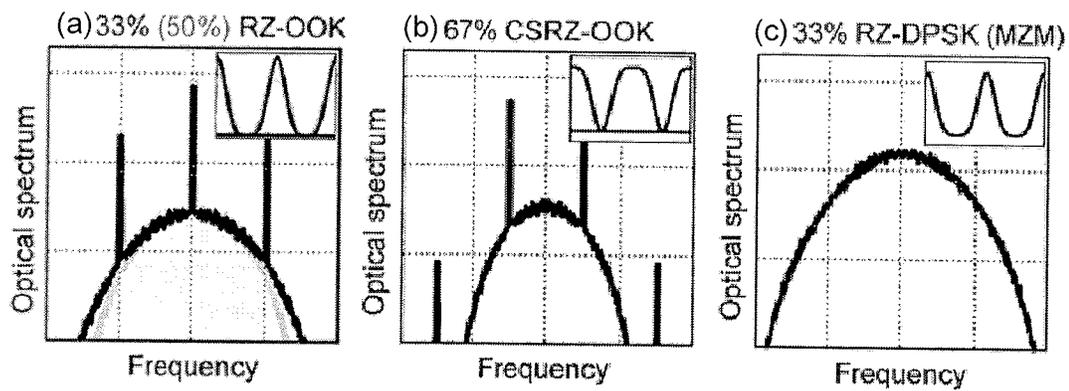 (a) 33% (50%) RZ-OOK
Optical spectrum
Frequency
(b) 67% CSRZ-OOK
Optical spectrum
Frequency
(c) 33% RZ-DPSK (MZM)
Optical spectrum
Frequency